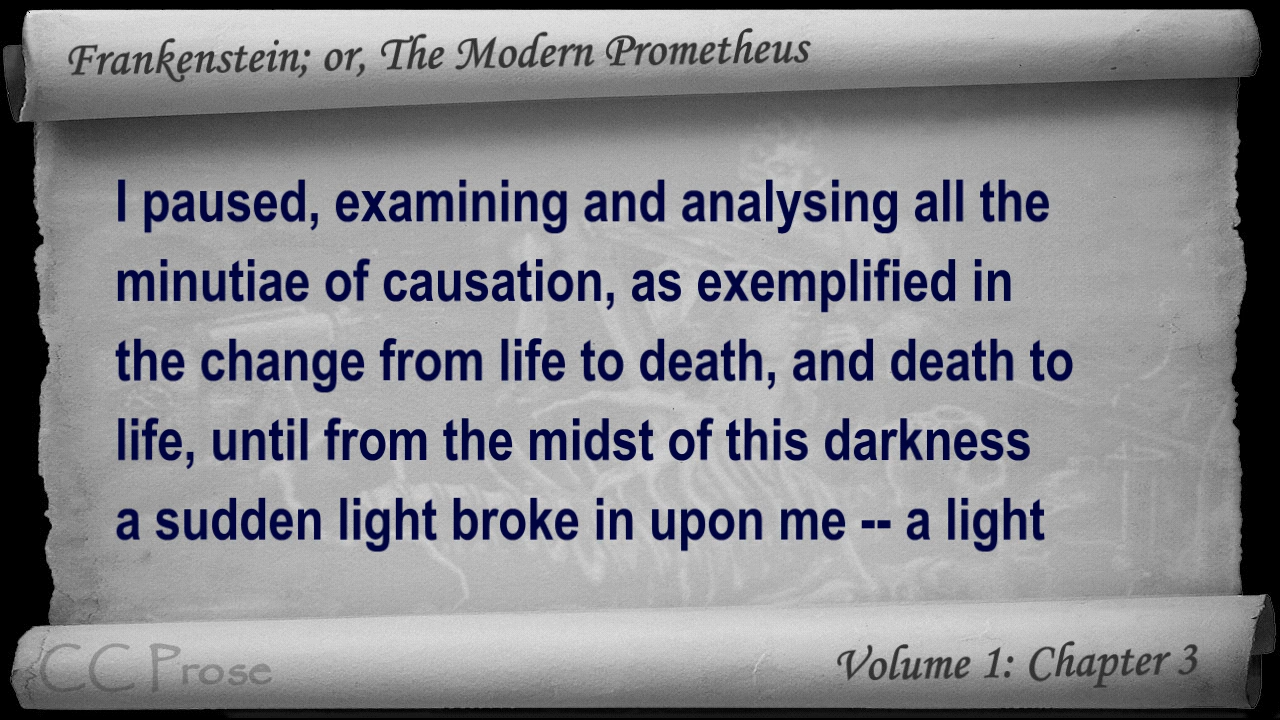 Frankenstein; or, The Modern Prometheus
I paused, examining and analysing all the
minutiae of causation, as exemplified in
the change from life to death, and death to
life, until from the midst of this darkness
a sudden light broke in upon me -- a light
CC Prose
Volume 1: Chapter 3